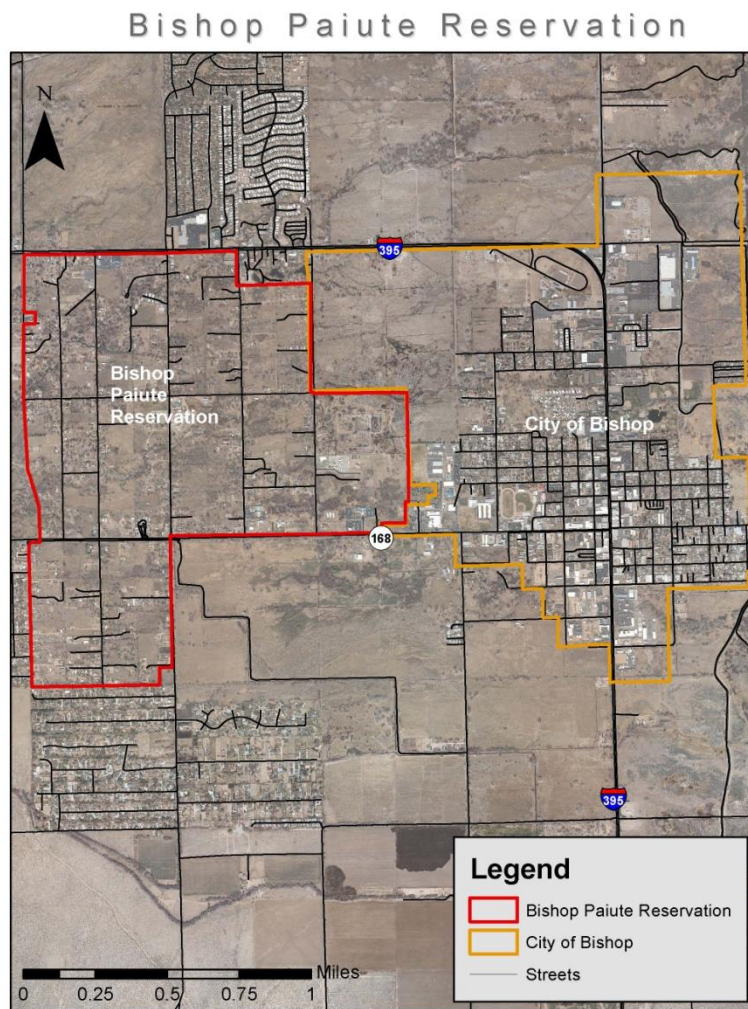 Bishop Paiute Reservation
N
395
Bishop
Paiute
Reservation
City of Bishop
168
395
Legend
Bishop Paiute Reservation
City of Bishop
Streets
Miles
0 0.25 0.5 0.75 1